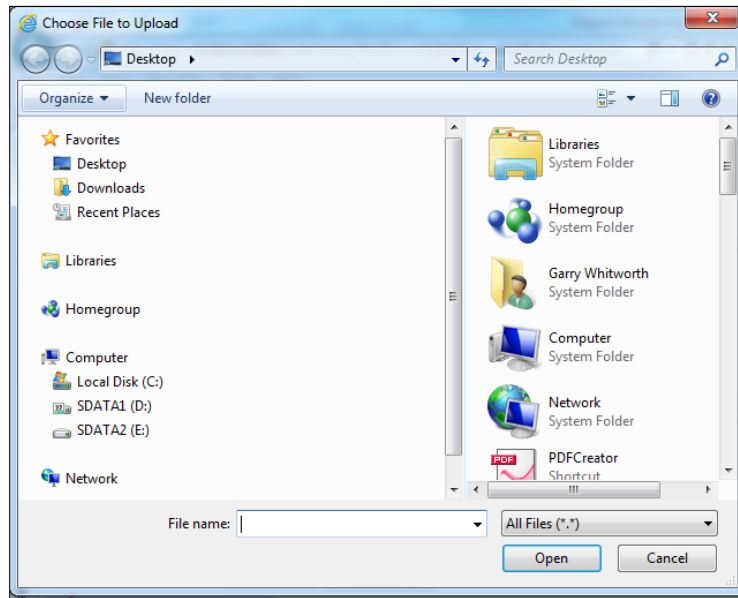 Choose File to Upload
Desktop
Search Desktop
Organize
New folder
Favorites
Desktop
Downloads
Recent Places
Libraries
Homegroup
Computer
Local Disk (C:)
SDATA1 (D:)
SDATA2 (E:)
Network
Libraries
System Folder
Homegroup
System Folder
Garry Whitworth
System Folder
Computer
System Folder
Network
System Folder
PDF
PDFCreator
Shortcut
File name:
All Files (*.*)
Open
Cancel